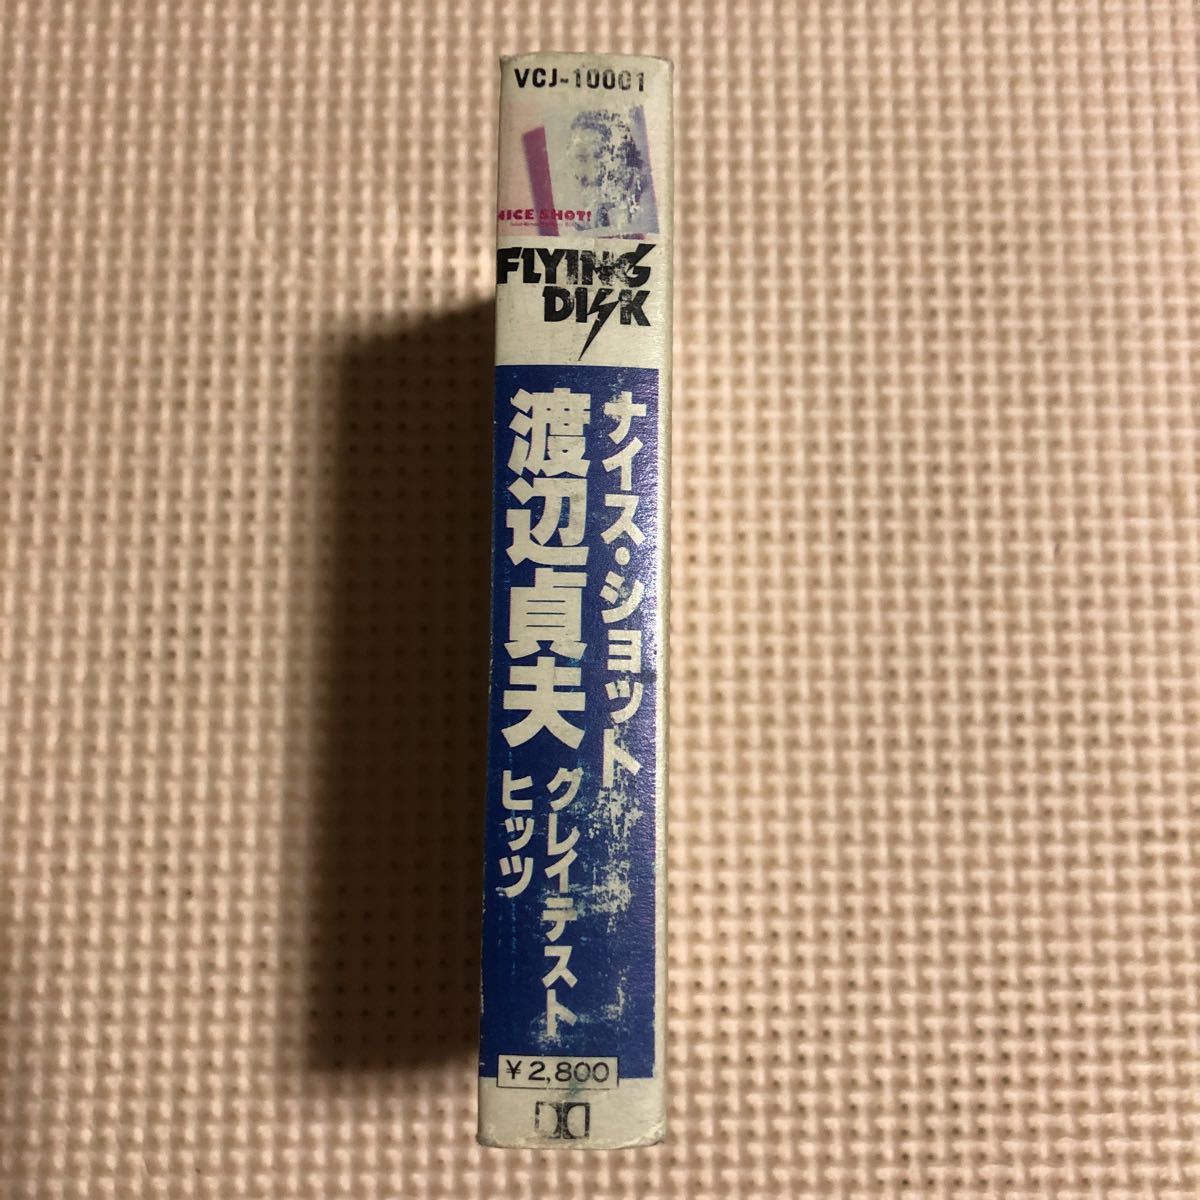 VCJ-10001
NICE SHOT!
FLYING
DISK
ナイス・ショット
渡辺貞夫
グレイテスト
ヒッツ
¥2,800